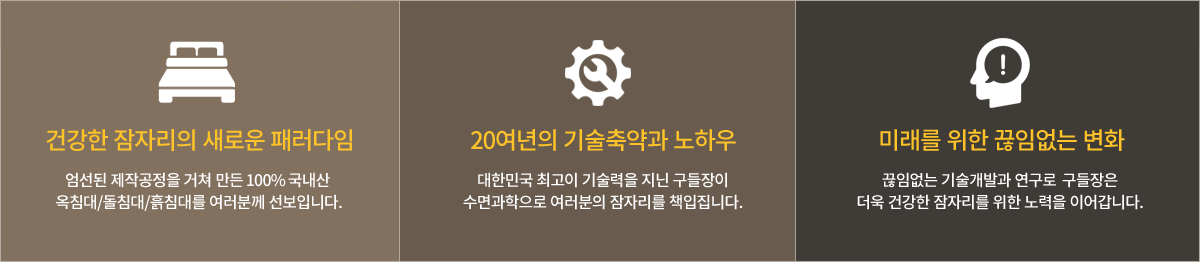 건강한 잠자리의 새로운 패러다임
엄선된 제작공정을 거쳐 만든 100% 국내산
옥침대/돌침대/흙침대를 여러분께 선보입니다.
20여년의 기술축약과 노하우
대한민국 최고이 기술력을 지닌 구들장이
수면과학으로 여러분의 잠자리를 책입집니다.
미래를 위한 끊임없는 변화
끊임없는 기술개발과 연구로 구들장은
더욱 건강한 잠자리를 위한 노력을 이어갑니다.